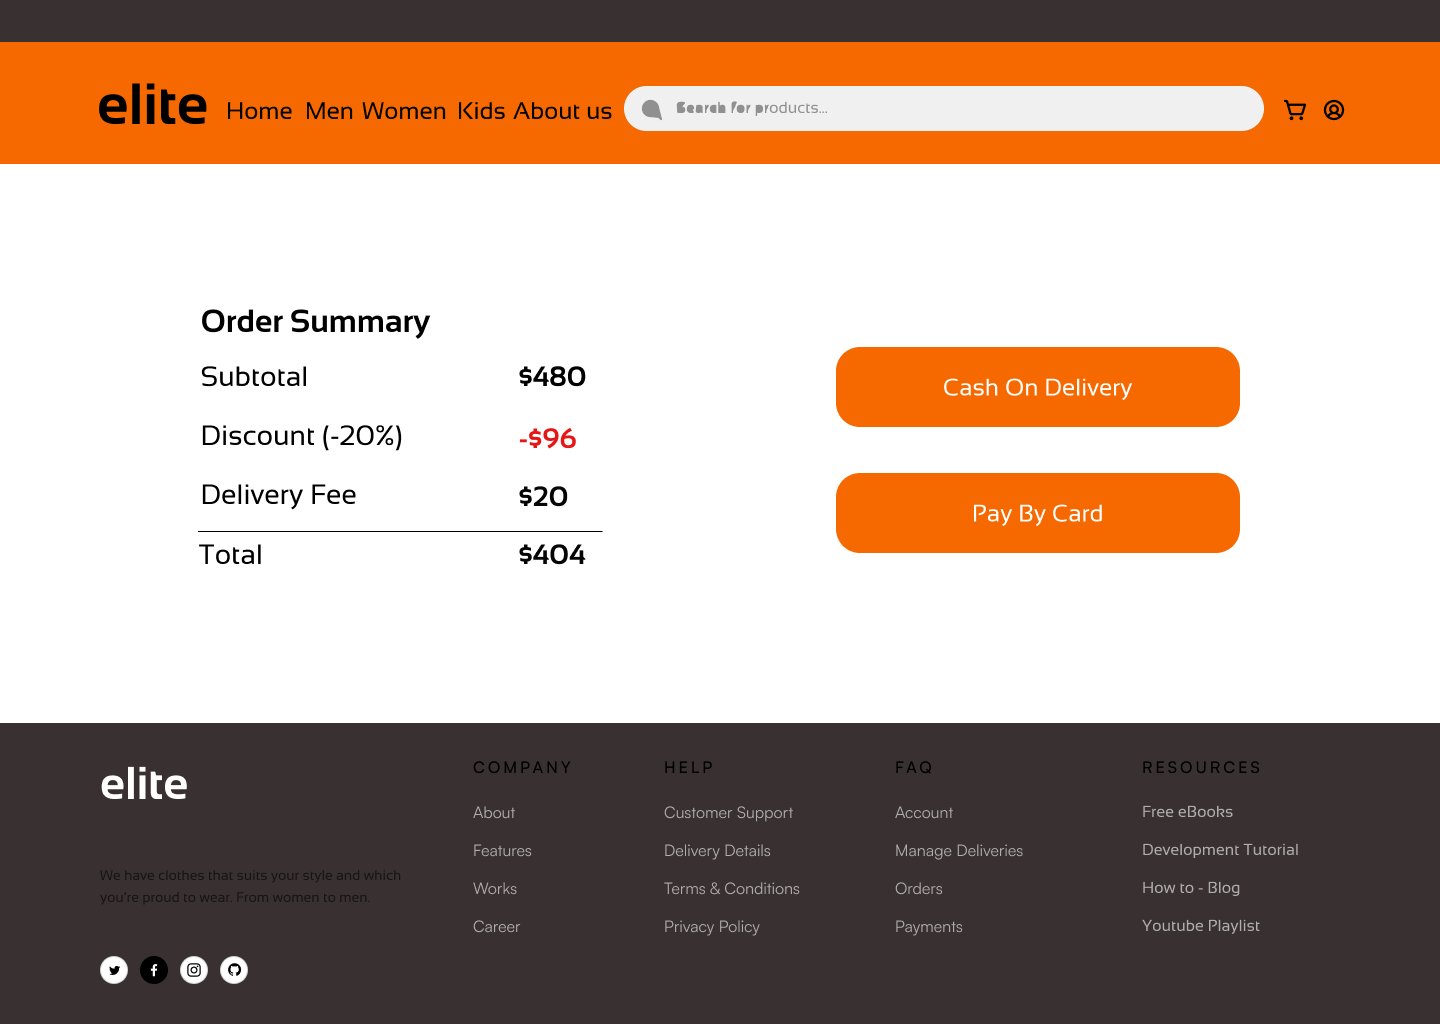 elite Home Men Women Kids About us Search for products...
Order Summary
Subtotal $480
Discount (-20%) -$96
Delivery Fee $20
Total $404
Cash On Delivery
Pay By Card
elite
We have clothes that suits your style and which
you're proud to wear. From women to men.
COMPANY
About
Features
Works
Career
HELP
Customer Support
Delivery Details
Terms & Conditions
Privacy Policy
FAQ
Account
Manage Deliveries
Orders
Payments
RESOURCES
Free eBooks
Development Tutorial
How to - Blog
Youtube Playlist